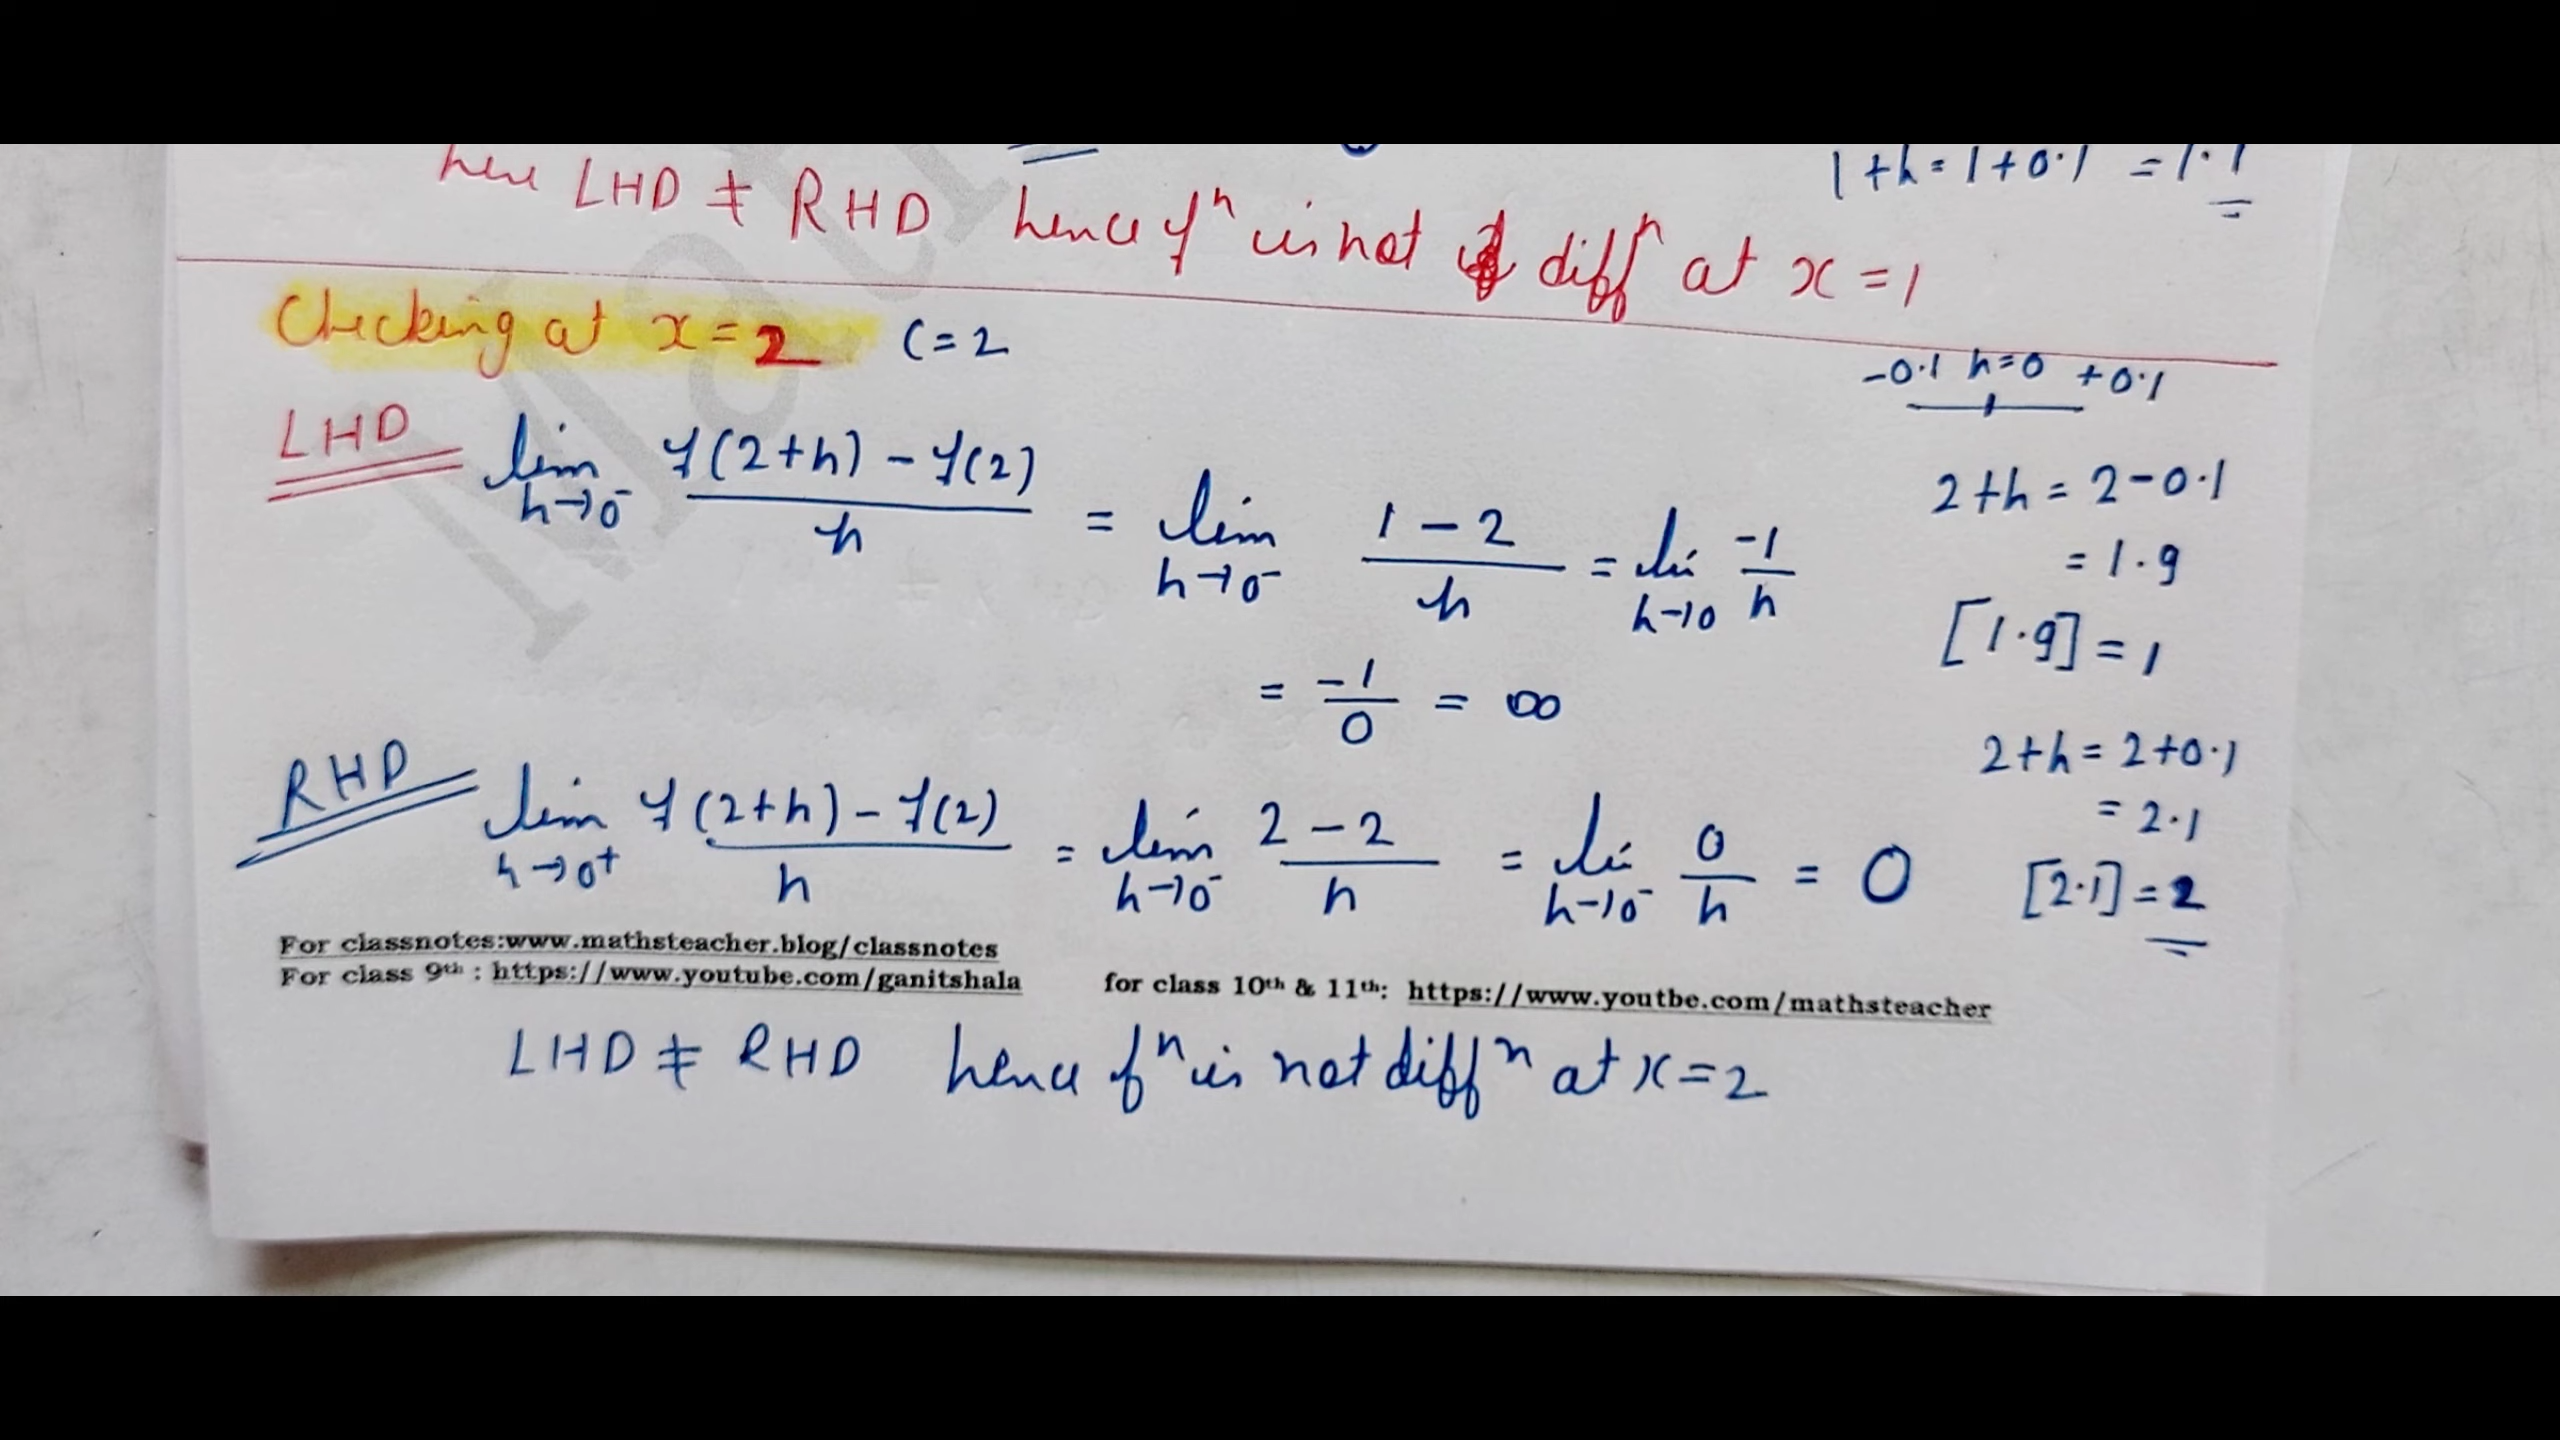 here LHD ≠ RHD hence fⁿ is not diffⁿ at x = 1
1+h = 1+0.1 = 1.1
Checking at x = 2 C = 2
-0.1 h=0 +0.1
LHD lim h→0⁻ f(2+h) - f(2) / h = lim h→0⁻ 1 - 2 / h = li h→0 -1/h
= -1/0 = ∞
2+h = 2-0.1
= 1.9
[1.9] = 1
RHD lim h→0⁺ f(2+h) - f(2) / h = lim h→0⁻ 2 - 2 / h = li h→0⁻ 0/h = 0
2+h = 2+0.1
= 2.1
[2.1] = 2
For classnotes:www.mathsteacher.blog/classnotes
For class 9th : https://www.youtube.com/ganitshala for class 10th & 11th: https://www.youtbe.com/mathsteacher
LHD ≠ RHD hence fⁿ is not diffⁿ at x = 2